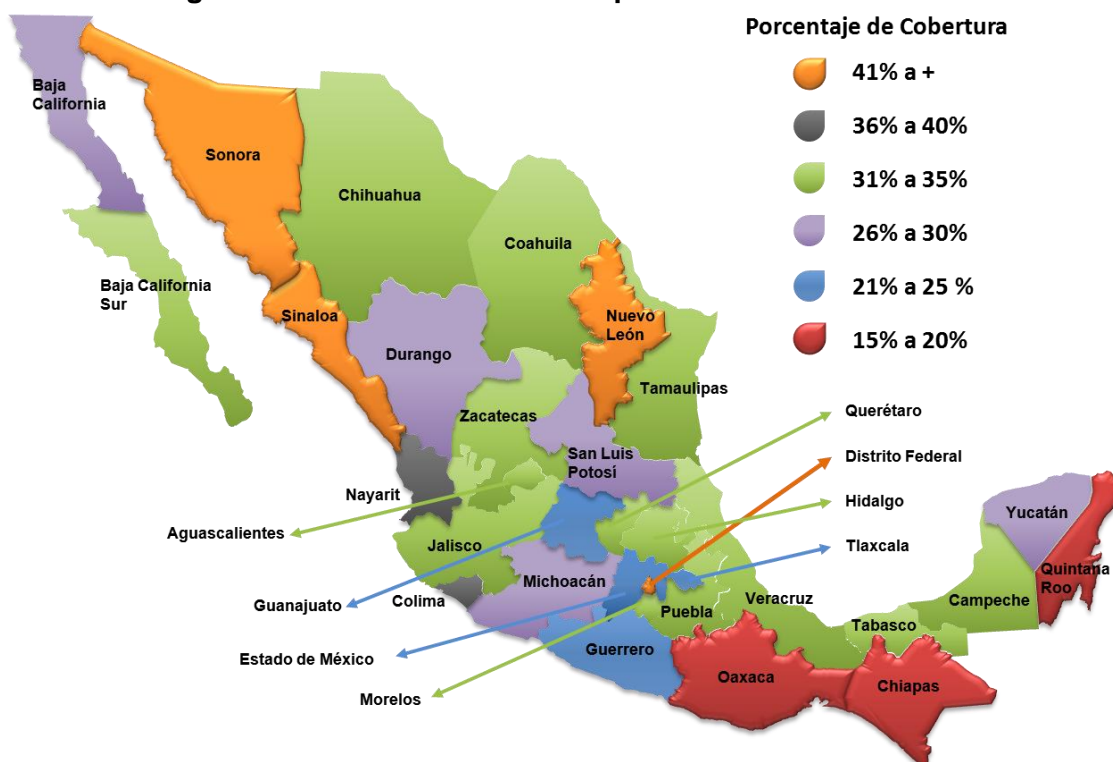 Porcentaje de Cobertura
41% a +
36% a 40%
31% a 35%
26% a 30%
21% a 25 %
15% a 20%
Baja
California
Sonora
Chihuahua
Coahuila
Baja California
Sur
Sinaloa
Nuevo
León
Durango
Tamaulipas
Zacatecas
Querétaro
San Luis
Potosí
Distrito Federal
Nayarit
Hidalgo
Yucatán
Aguascalientes
Jalisco
Tlaxcala
Quintana
Roo
Michoacán
Campeche
Guanajuato
Colima
Puebla
Veracruz
Tabasco
Estado de México
Guerrero
Oaxaca
Chiapas
Morelos